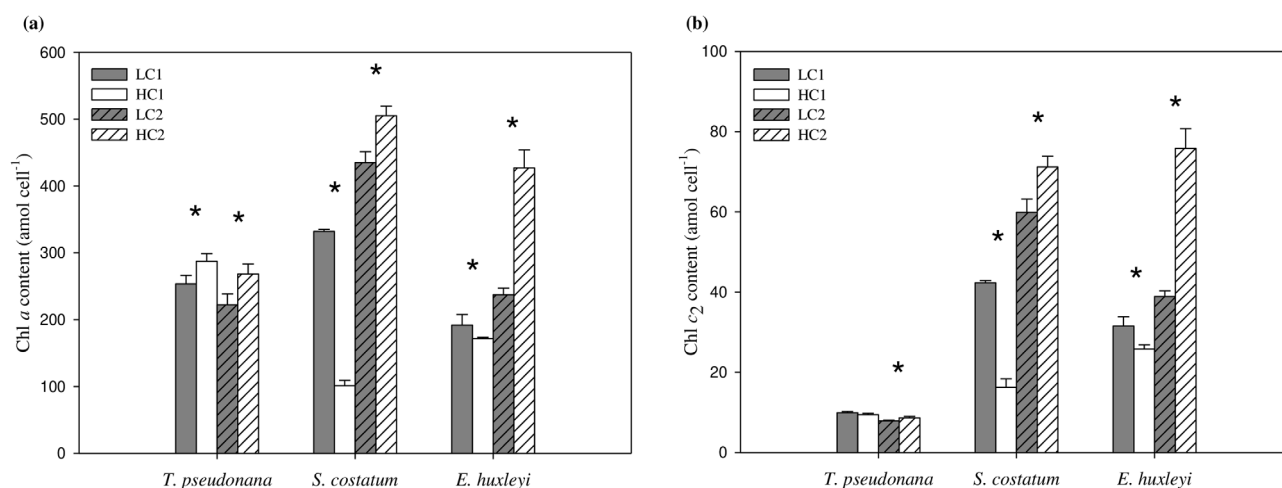 (a)
600
500
400
300
200
100
0
Chl a content (amol cell⁻¹)
LC1
HC1
LC2
HC2
*
*
*
*
*
*
T. pseudonana S. costatum E. huxleyi
(b)
100
80
60
40
20
0
Chl c₂ content (amol cell⁻¹)
LC1
HC1
LC2
HC2
*
*
*
*
*
T. pseudonana S. costatum E. huxleyi